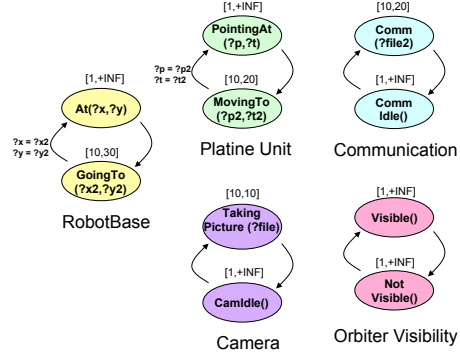 [1,+INF]
PointingAt
(?p,?t)
?p = ?p2
?t = ?t2
[10,20]
MovingTo
(?p2,?t2)
Platine Unit
[10,20]
Comm
(?file2)
[1,+INF]
Comm
Idle()
Communication
[1,+INF]
At(?x,?y)
?x = ?x2
?y = ?y2
[10,30]
GoingTo
(?x2,?y2)
RobotBase
[10,10]
Taking
Picture (?file)
[1,+INF]
CamIdle()
Camera
[1,+INF]
Visible()
[1,+INF]
Not
Visible()
Orbiter Visibility